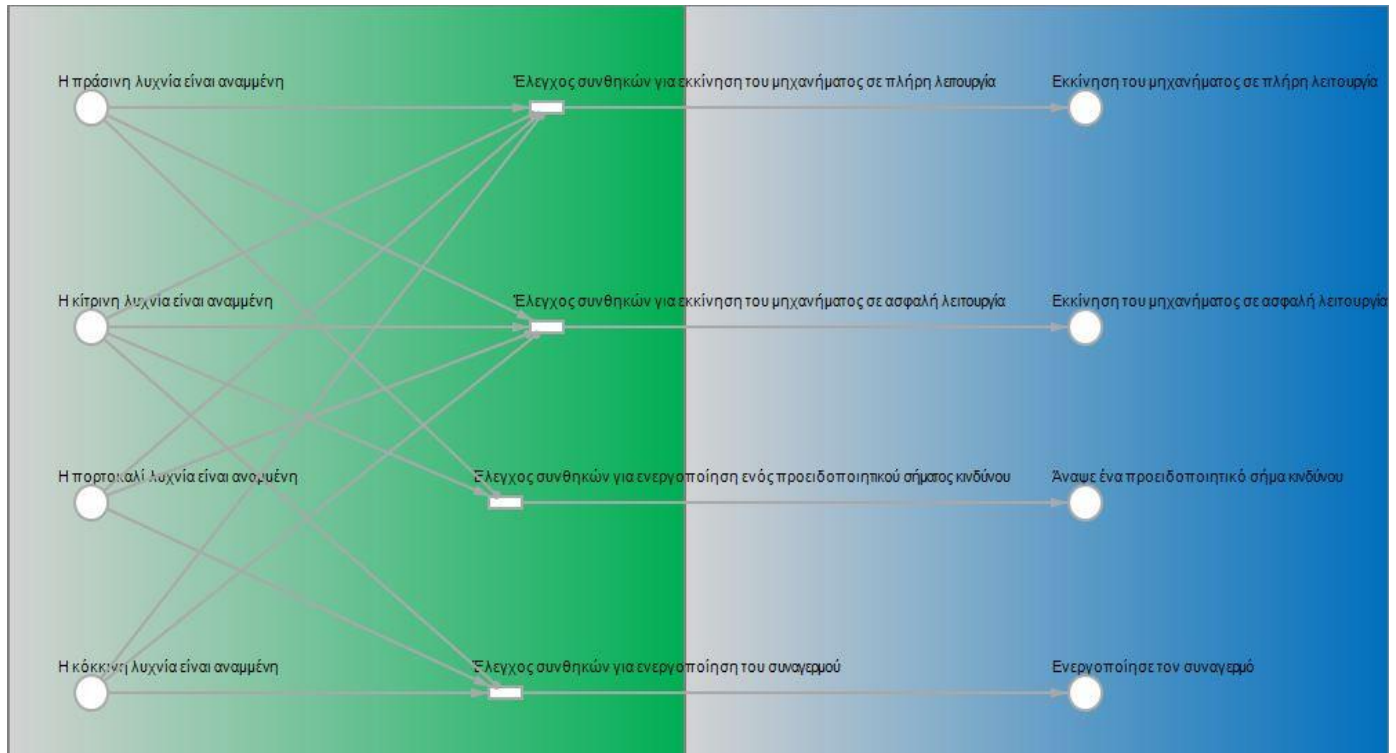 Η πράσινη λυχνία είναι αναμμένη
Έλεγχος συνθηκών για εκκίνηση του μηχανήματος σε πλήρη λειτουργία
Εκκίνηση του μηχανήματος σε πλήρη λειτουργία
Η κίτρινη λυχνία είναι αναμμένη
Έλεγχος συνθηκών για εκκίνηση του μηχανήματος σε ασφαλή λειτουργία
Εκκίνηση του μηχανήματος σε ασφαλή λειτουργία
Η πορτοκαλί λυχνία είναι αναμμένη
Έλεγχος συνθηκών για ενεργοποίηση ενός προειδοποιητικού σήματος κινδύνου
Άναψε ένα προειδοποιητικό σήμα κινδύνου
Η κόκκινη λυχνία είναι αναμμένη
Έλεγχος συνθηκών για ενεργοποίηση του συναγερμού
Ενεργοποίησε τον συναγερμό